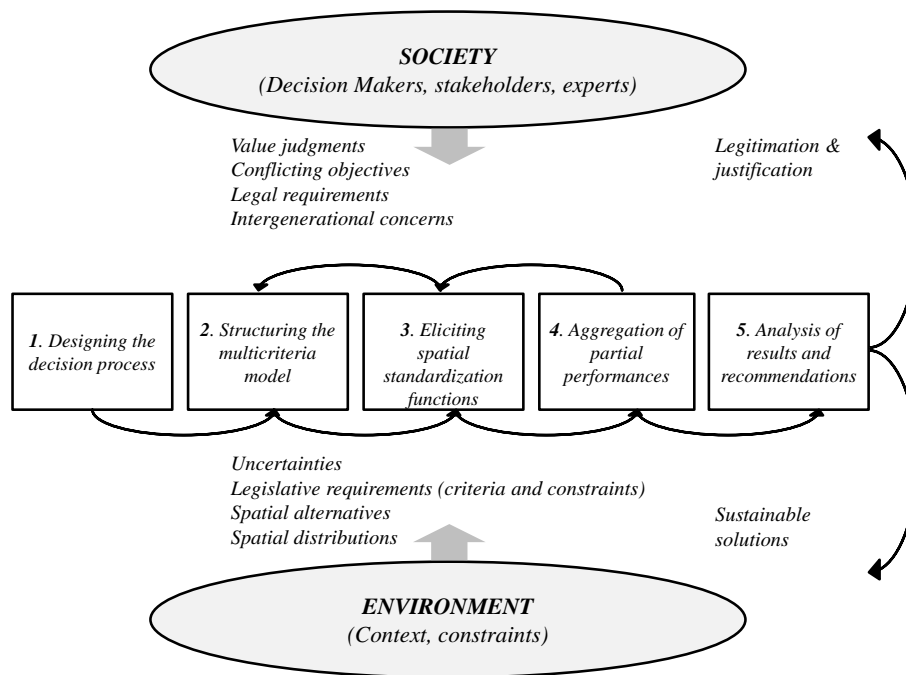 SOCIETY
(Decision Makers, stakeholders, experts)
Value judgments
Conflicting objectives
Legal requirements
Intergenerational concerns
Legitimation &
justification
1. Designing the
decision process
2. Structuring the
multicriteria
model
3. Eliciting
spatial
standardization
functions
4. Aggregation of
partial
performances
5. Analysis of
results and
recommendations
Uncertainties
Legislative requirements (criteria and constraints)
Spatial alternatives
Spatial distributions
Sustainable
solutions
ENVIRONMENT
(Context, constraints)